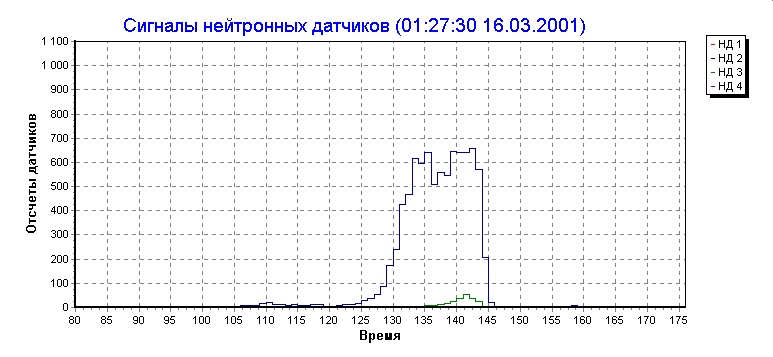 Сигналы нейтронных датчиков (01:27:30 16.03.2001)
НД 1
НД 2
НД 3
НД 4
Отсчеты датчиков
1 100
1 000
900
800
700
600
500
400
300
200
100
0
80 85 90 95 100 105 110 115 120 125 130 135 140 145 150 155 160 165 170 175
Время